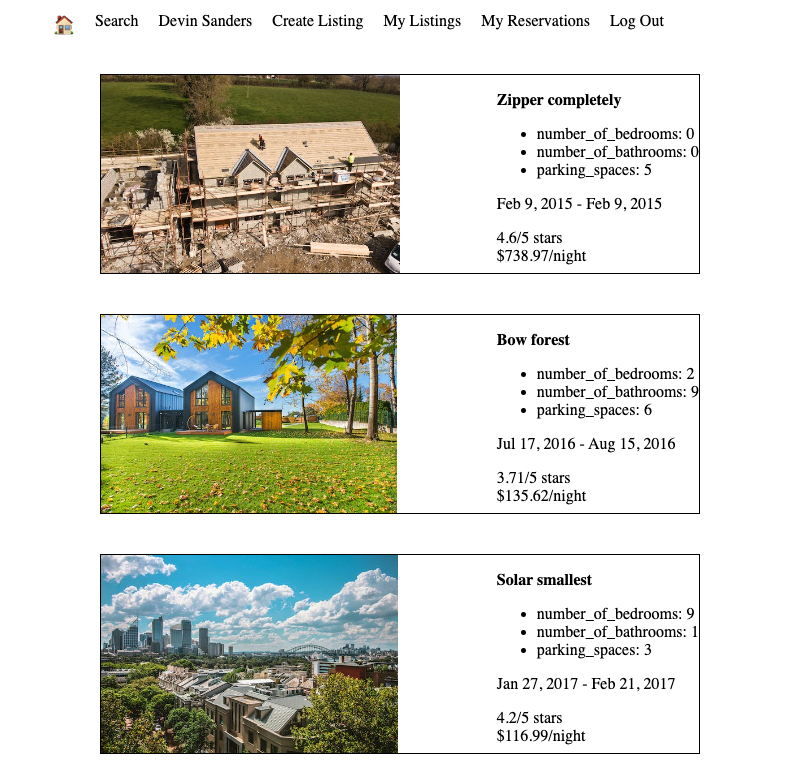 Search Devin Sanders Create Listing My Listings My Reservations Log Out
Zipper completely
number_of_bedrooms: 0
number_of_bathrooms: 0
parking_spaces: 5
Feb 9, 2015 - Feb 9, 2015
4.6/5 stars
$738.97/night
Bow forest
number_of_bedrooms: 2
number_of_bathrooms: 9
parking_spaces: 6
Jul 17, 2016 - Aug 15, 2016
3.71/5 stars
$135.62/night
Solar smallest
number_of_bedrooms: 9
number_of_bathrooms: 1
parking_spaces: 3
Jan 27, 2017 - Feb 21, 2017
4.2/5 stars
$116.99/night